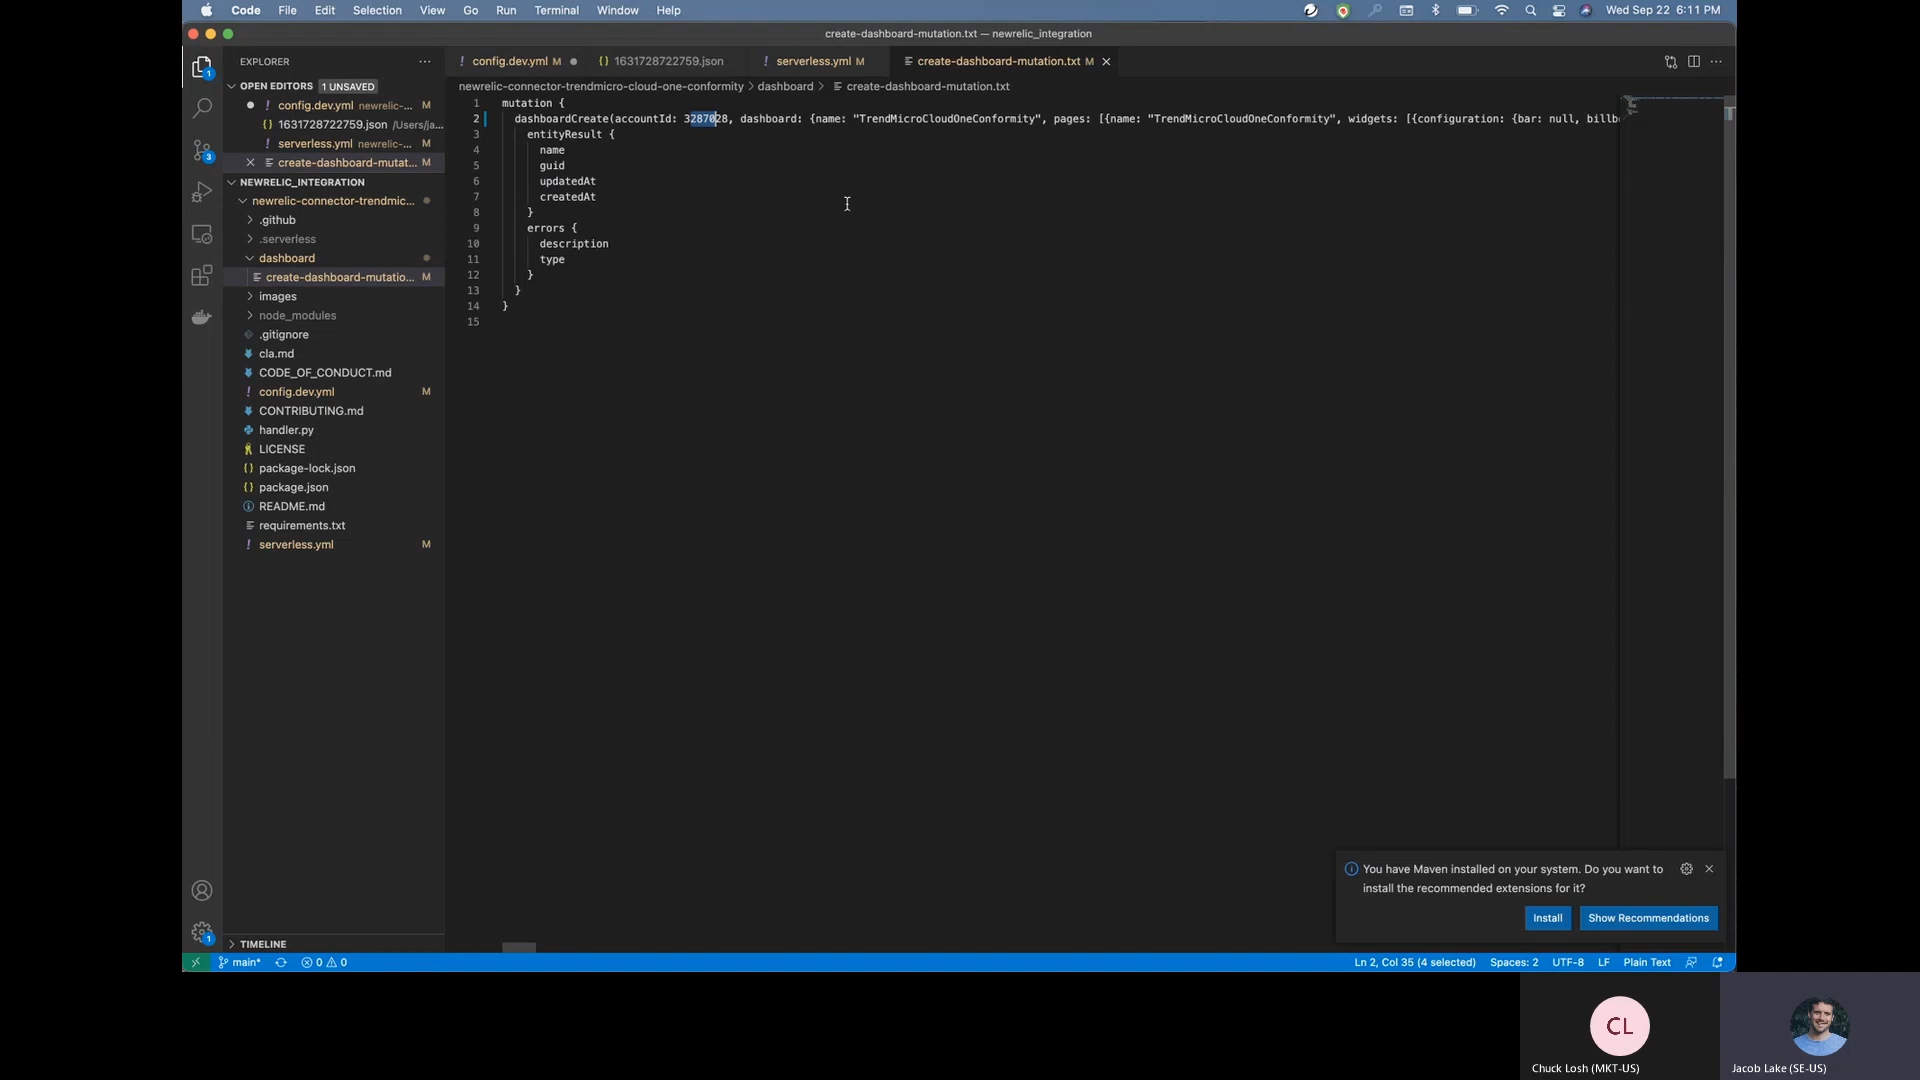 Code File Edit Selection View Go Run Terminal Window Help Wed Sep 22 6:11 PM
create-dashboard-mutation.txt — newrelic_integration
EXPLORER
config.dev.yml M
1631728722759.json
serverless.yml M
create-dashboard-mutation.txt M
OPEN EDITORS 1 UNSAVED
newrelic-connector-trendmicro-cloud-one-conformity > dashboard > create-dashboard-mutation.txt
config.dev.yml newrelic-... M
1631728722759.json /Users/ja...
serverless.yml newrelic-... M
create-dashboard-mutat... M
NEWRELIC_INTEGRATION
newrelic-connector-trendmic...
.github
.serverless
dashboard
create-dashboard-mutatio... M
images
node_modules
.gitignore
cla.md
CODE_OF_CONDUCT.md
config.dev.yml M
CONTRIBUTING.md
handler.py
LICENSE
package-lock.json
package.json
README.md
requirements.txt
serverless.yml M
TIMELINE
1 mutation {
2 dashboardCreate(accountId: 3287028, dashboard: {name: "TrendMicroCloudOneConformity", pages: [{name: "TrendMicroCloudOneConformity", widgets: [{configuration: {bar: null, billbo
3 entityResult {
4 name
5 guid
6 updatedAt
7 createdAt
8 }
9 errors {
10 description
11 type
12 }
13 }
14 }
15
1
3
1
You have Maven installed on your system. Do you want to
install the recommended extensions for it?
Install Show Recommendations
main* 0 0 Ln 2, Col 35 (4 selected) Spaces: 2 UTF-8 LF Plain Text
CL
Chuck Losh (MKT-US) Jacob Lake (SE-US)